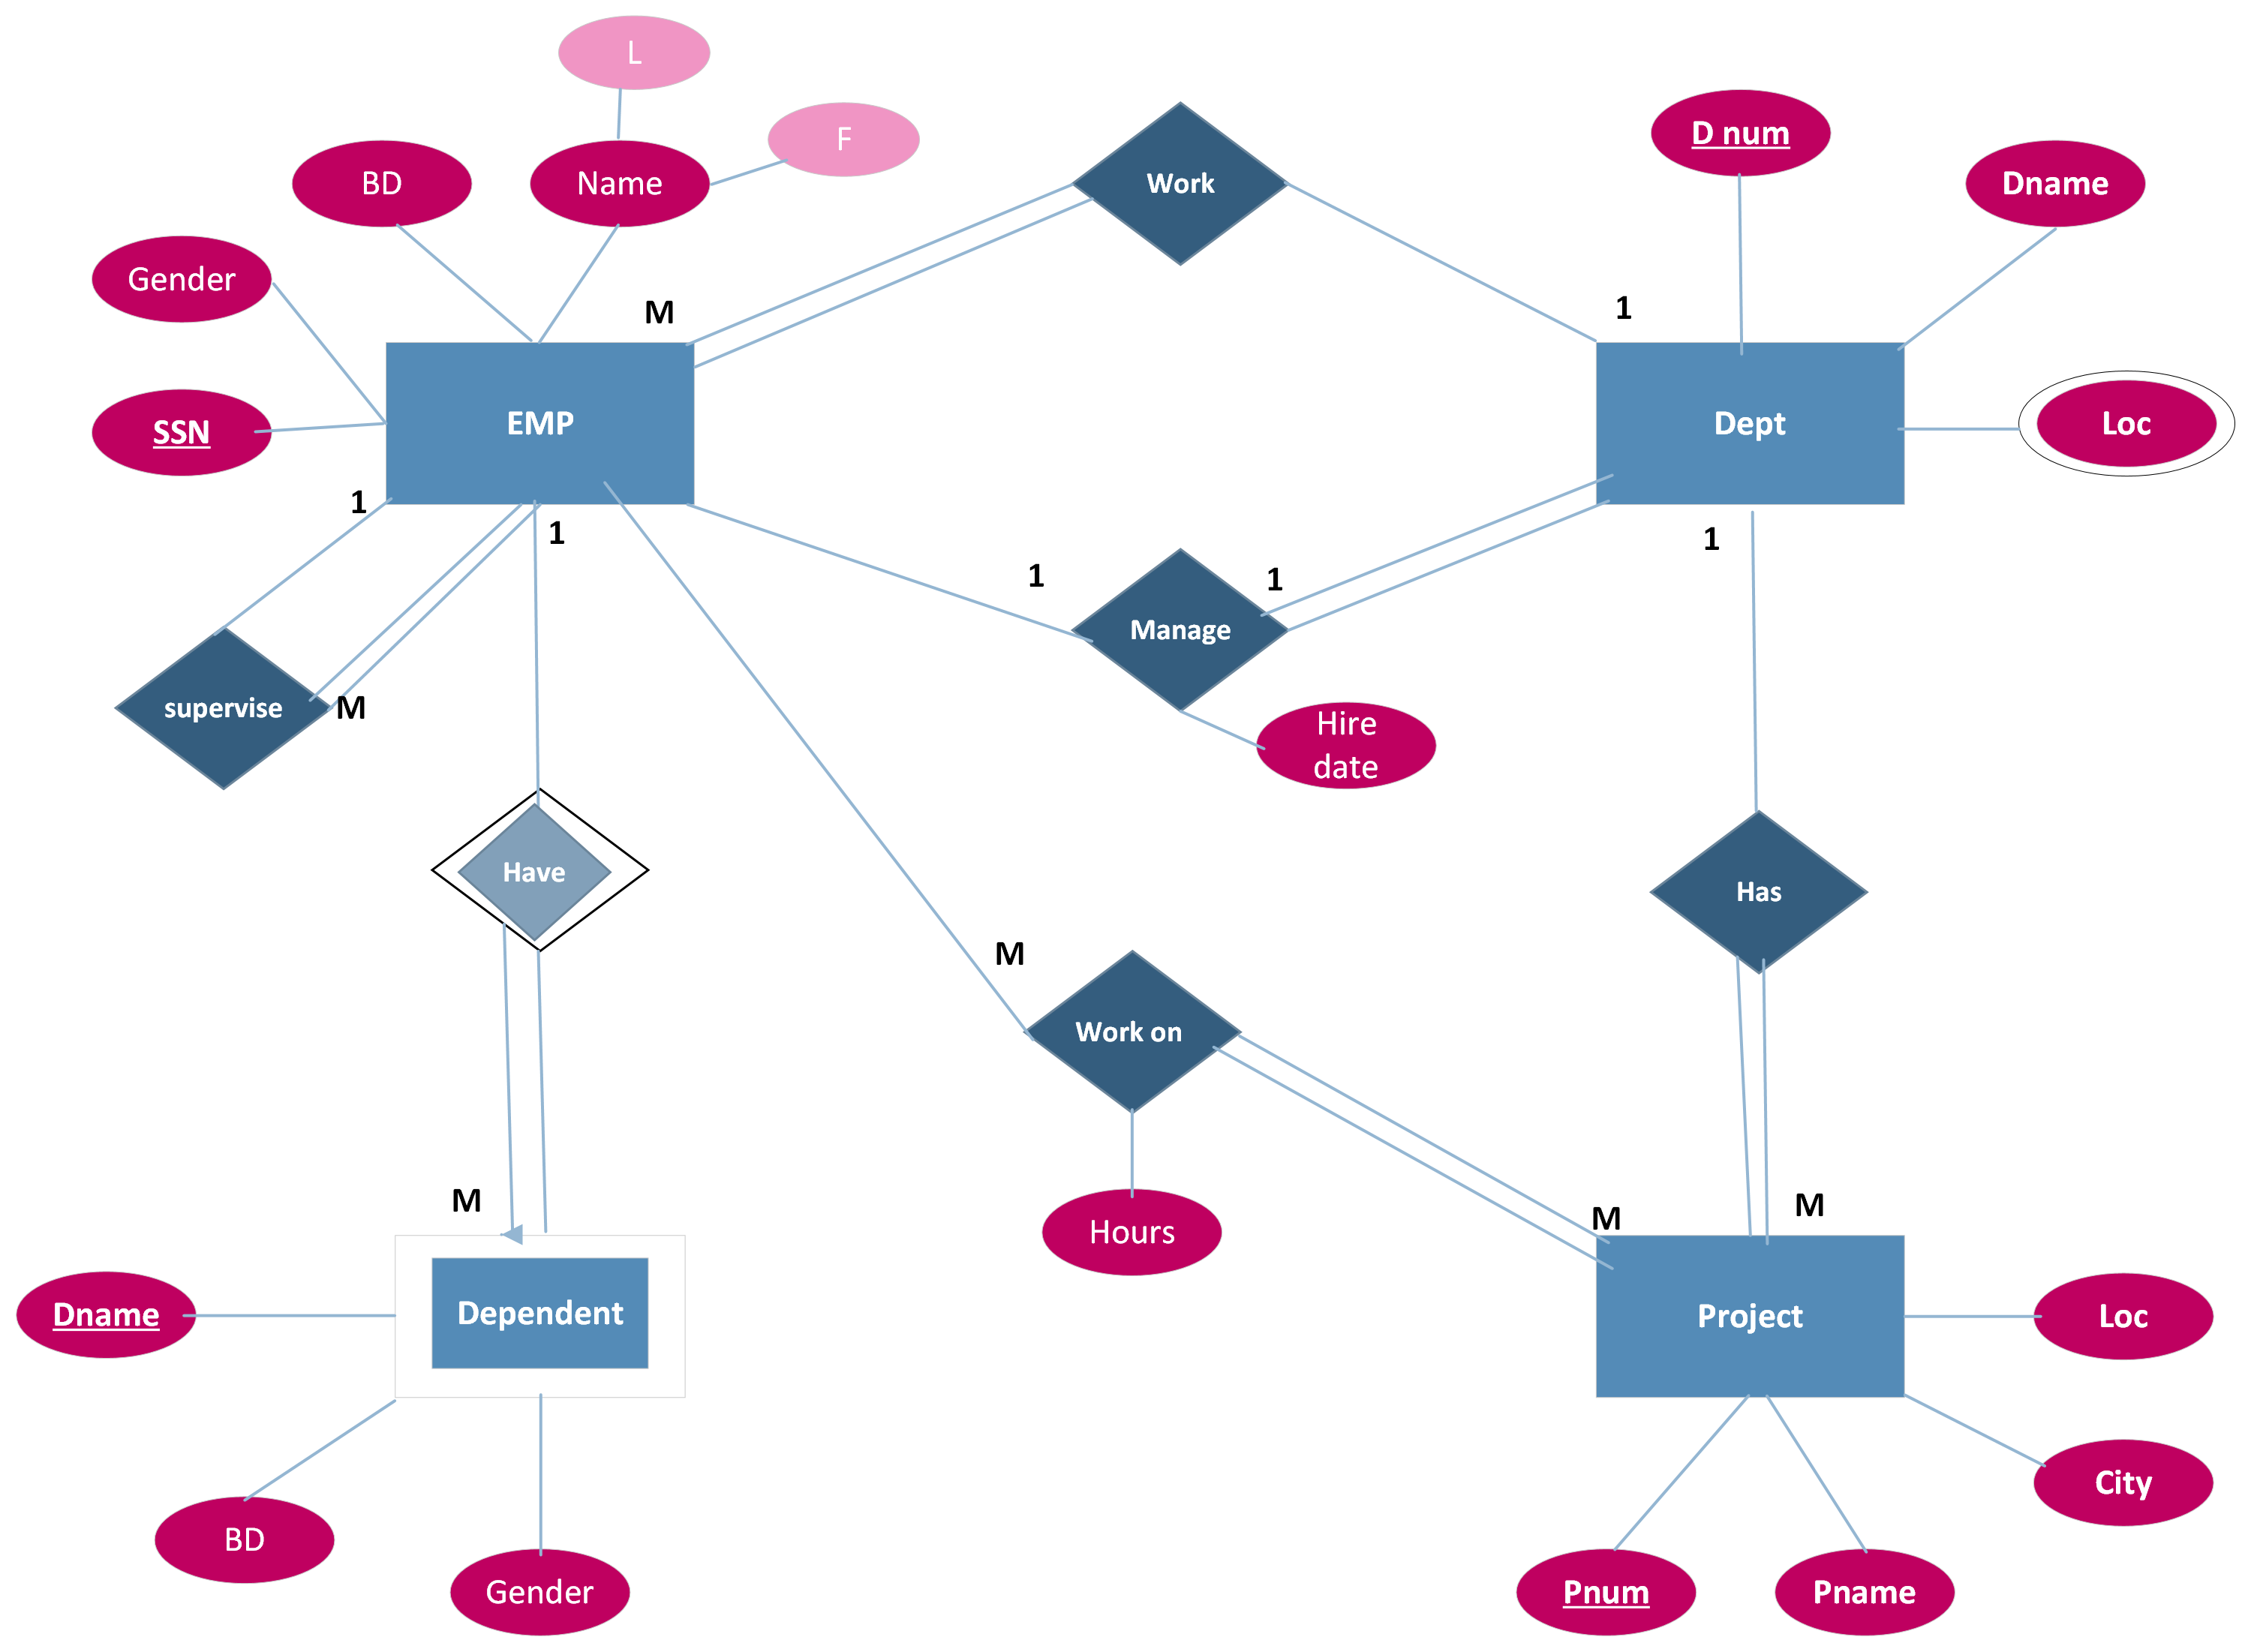 L
F
BD
Name
Work
D num
Dname
Gender
M
1
SSN
EMP
Dept
Loc
1
1
1
1
1
supervise
M
Manage
Hire
date
Have
Has
M
Work on
M
M
M
Hours
Dname
Dependent
Project
Loc
City
BD
Gender
Pnum
Pname